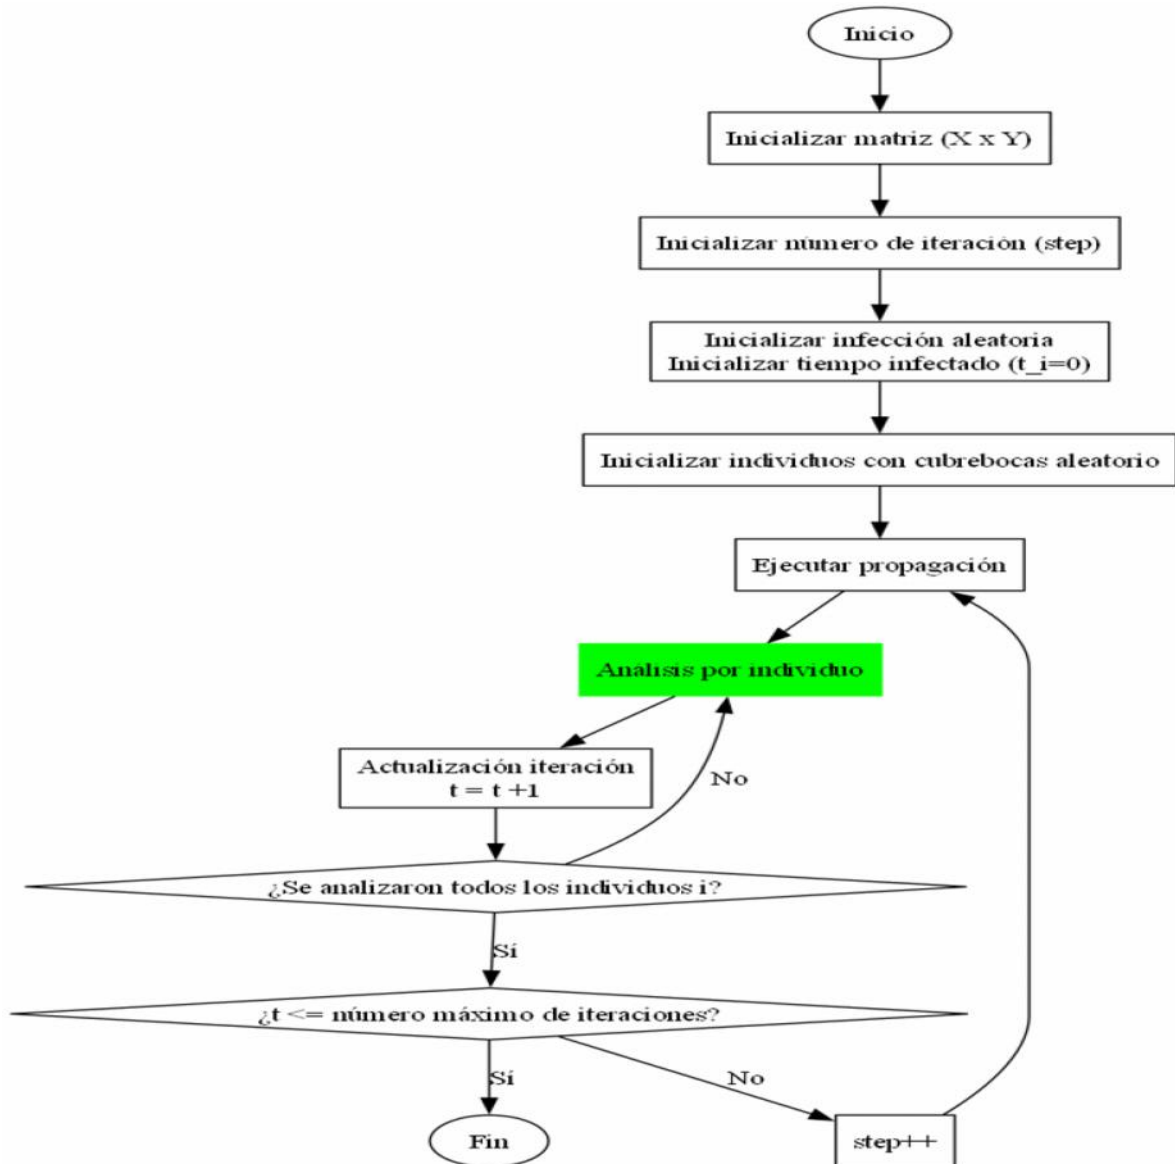 Inicio
Inicializar matriz (X x Y)
Inicializar número de iteración (step)
Inicializar infección aleatoria
Inicializar tiempo infectado (t_i=0)
Inicializar individuos con cubrebocas aleatorio
Ejecutar propagación
Análisis por individuo
Actualización iteración
t = t +1
No
¿Se analizaron todos los individuos i?
Sí
¿t <= número máximo de iteraciones?
Sí
No
Fin
step++